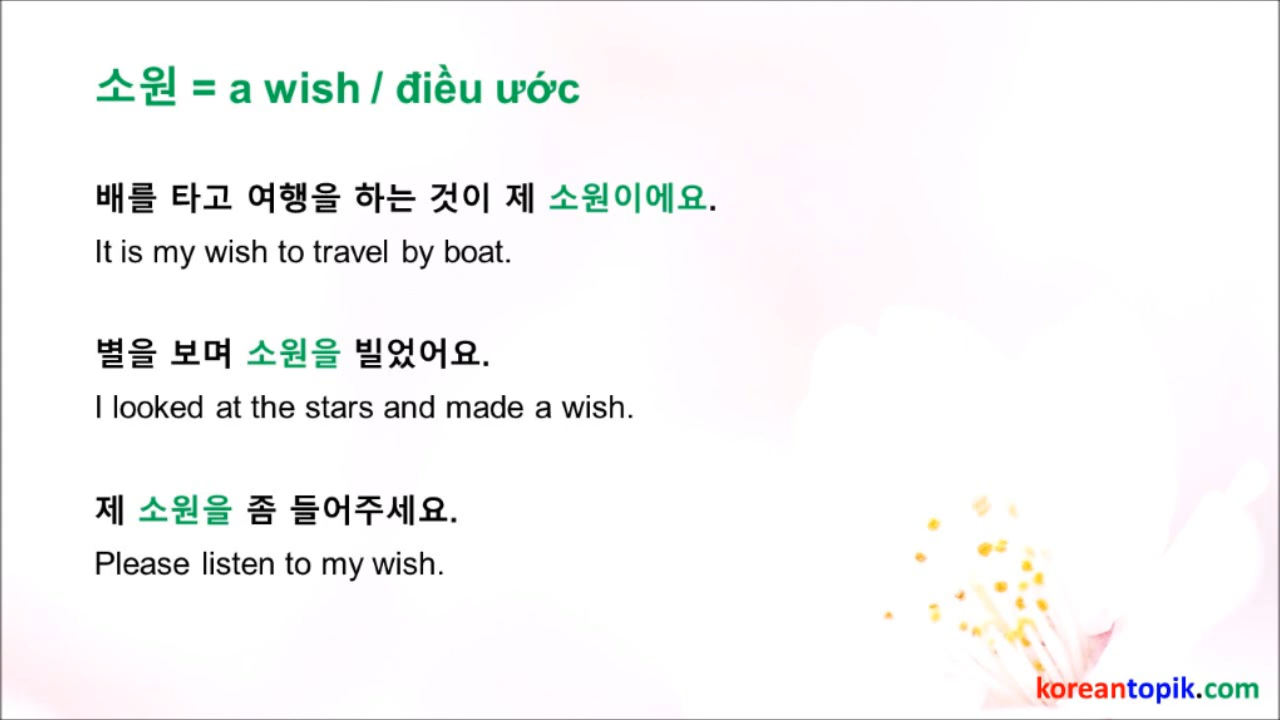 소원 = a wish / điều ước
배를 타고 여행을 하는 것이 제 소원이에요.
It is my wish to travel by boat.
별을 보며 소원을 빌었어요.
I looked at the stars and made a wish.
제 소원을 좀 들어주세요.
Please listen to my wish.
koreantopik.com